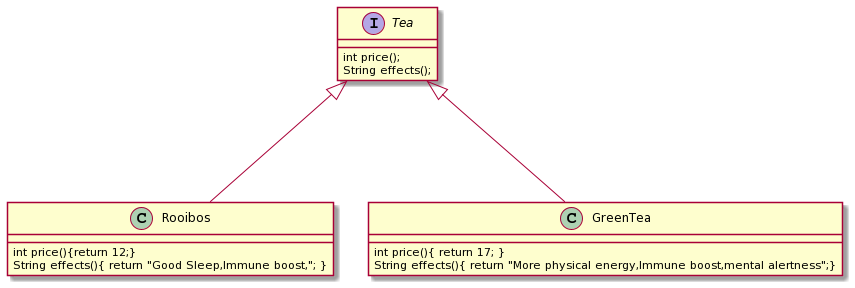 I Tea
int price();
String effects();
C Rooibos
int price(){return 12;}
String effects(){ return "Good Sleep,Immune boost,"; }
C GreenTea
int price(){ return 17; }
String effects(){ return "More physical energy,Immune boost,mental alertness";}